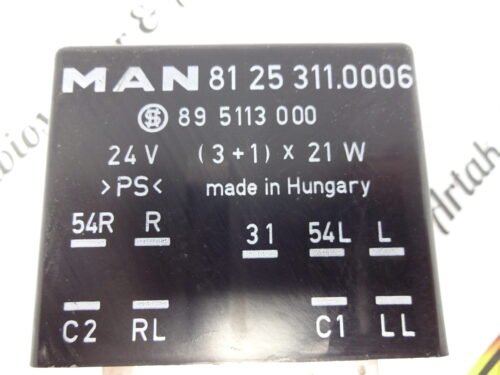 MAN 81 25 311.0006
89 5113 000
24 V (3+1) x 21 W
>PS< made in Hungary
54R R 31 54L L
C2 RL C1 LL
Artah